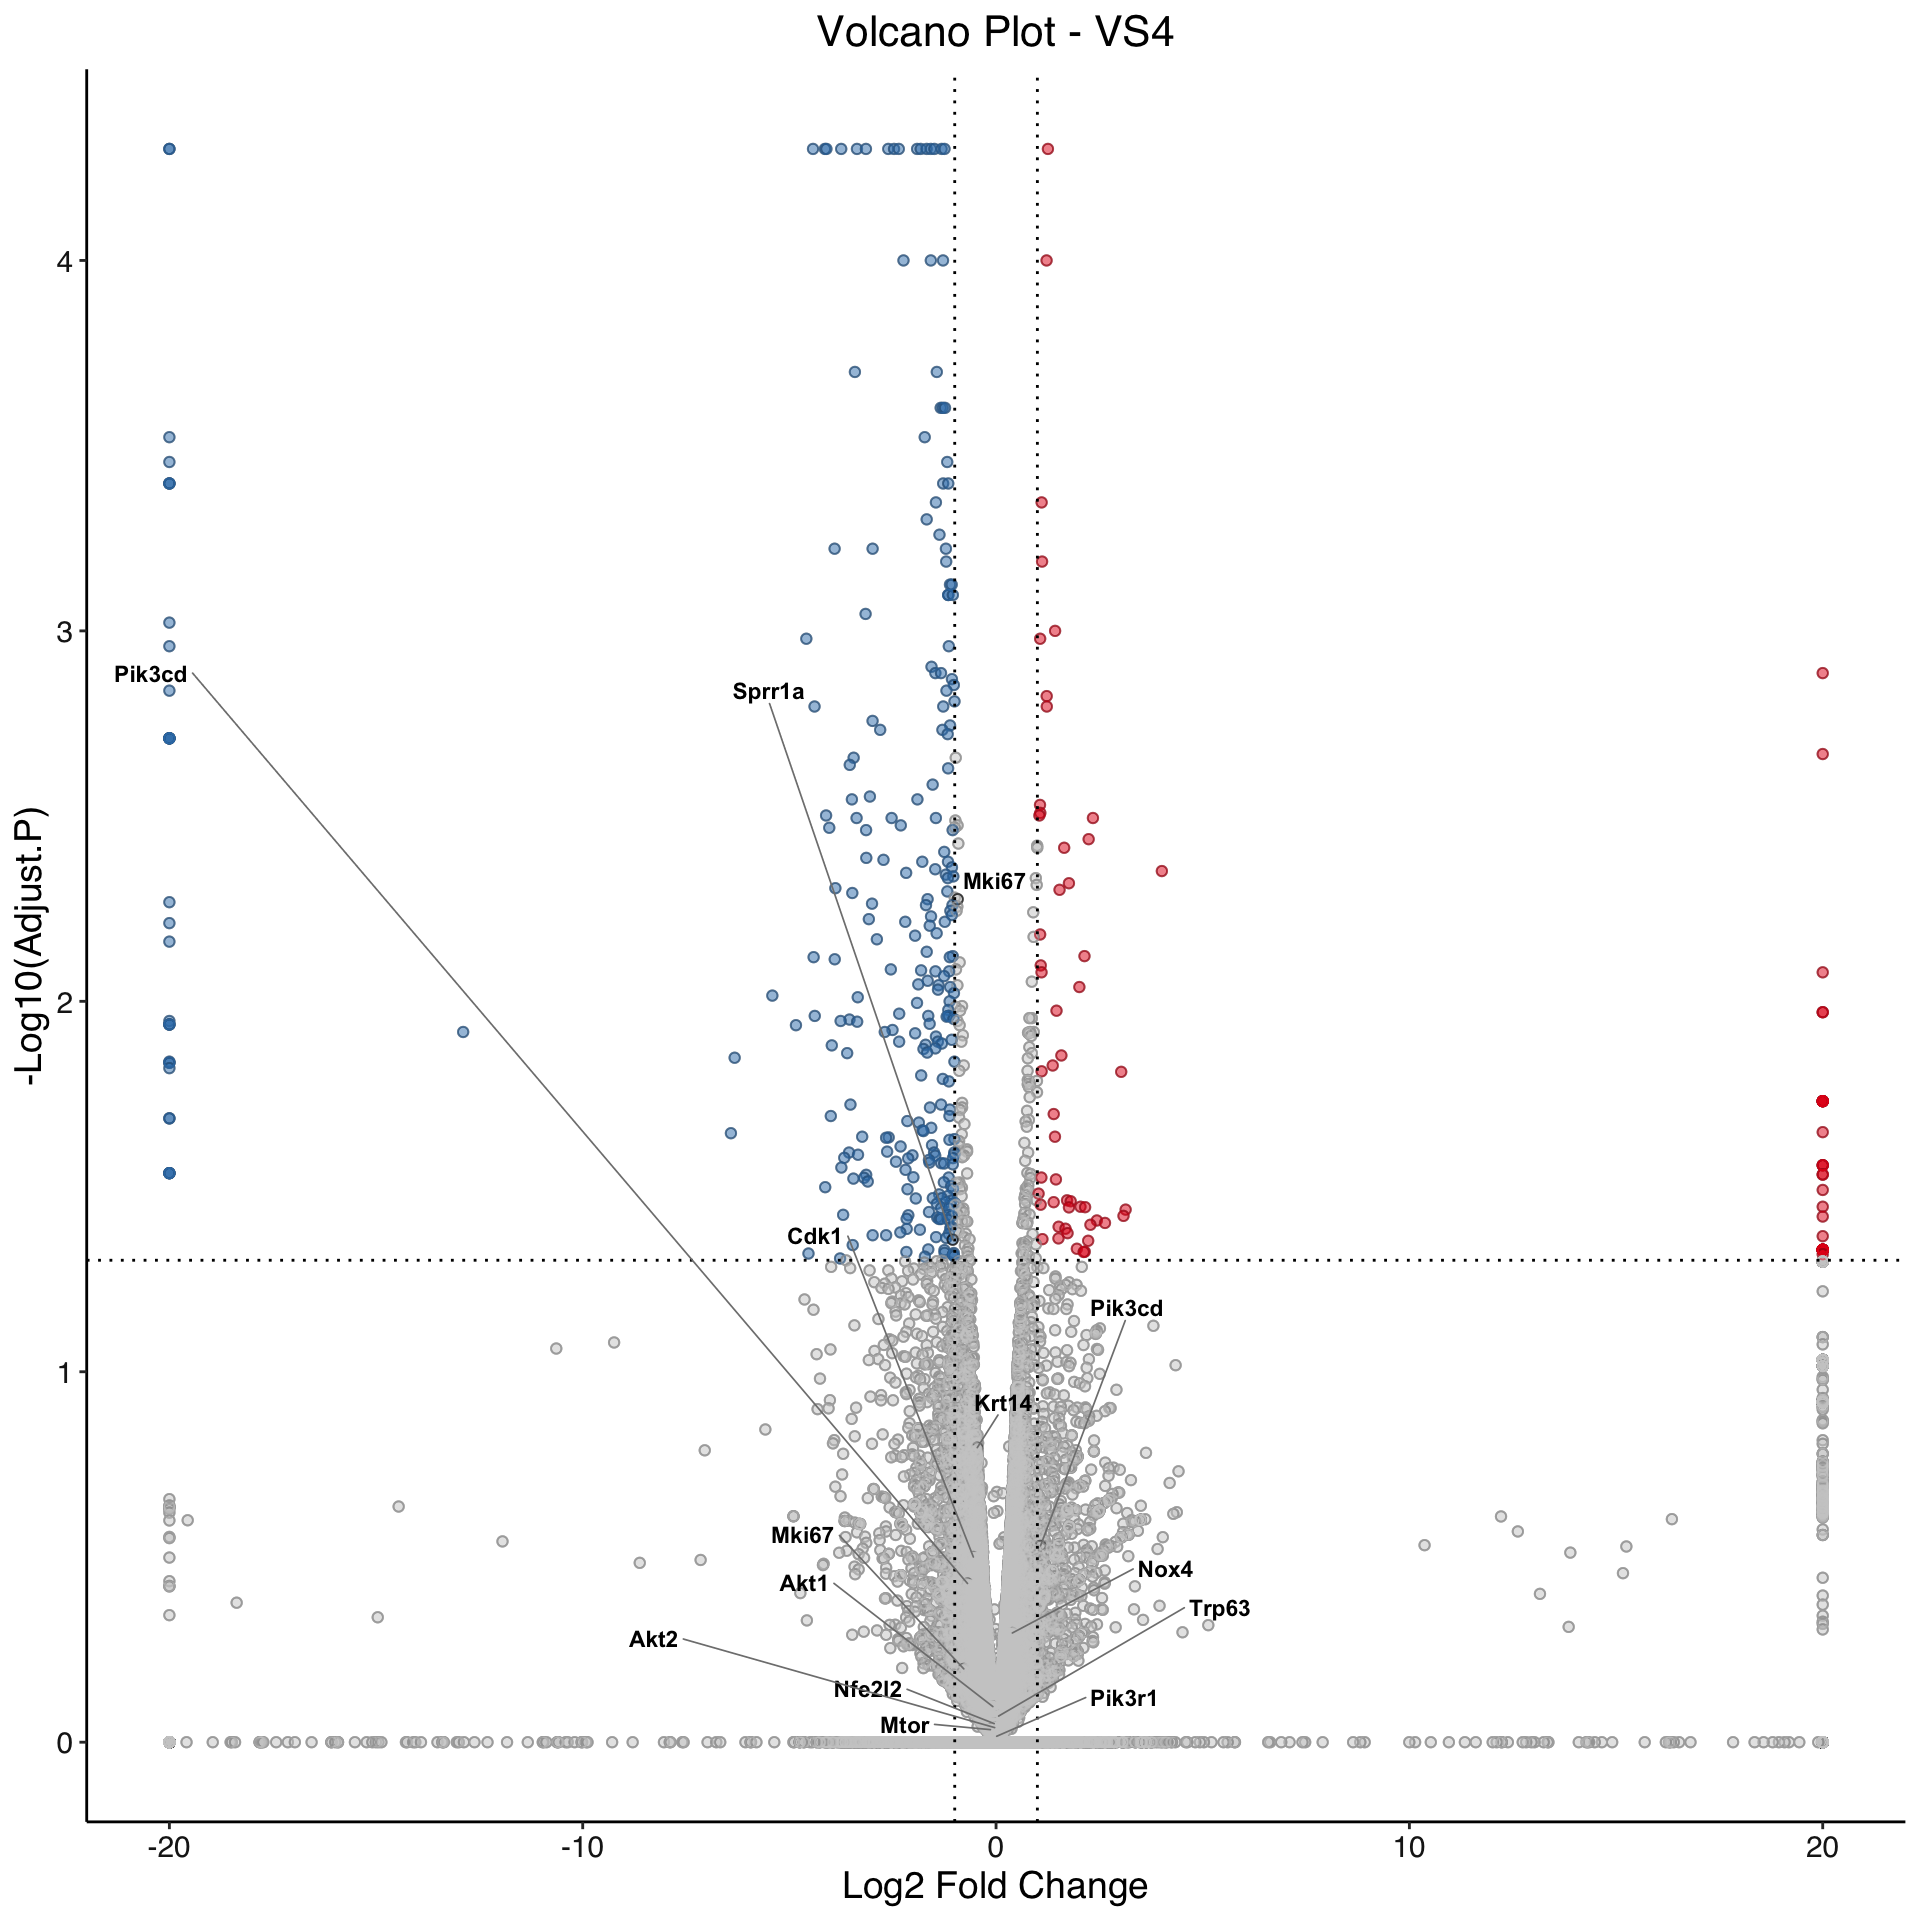 Volcano Plot - VS4
-Log10(Adjust.P)
4
3
2
1
0
Pik3cd
Sprr1a
Mki67
Cdk1
Pik3cd
Krt14
Mki67
Akt1
Nox4
Trp63
Akt2
Nfe2l2
Pik3r1
Mtor
-20
-10
0
10
20
Log2 Fold Change